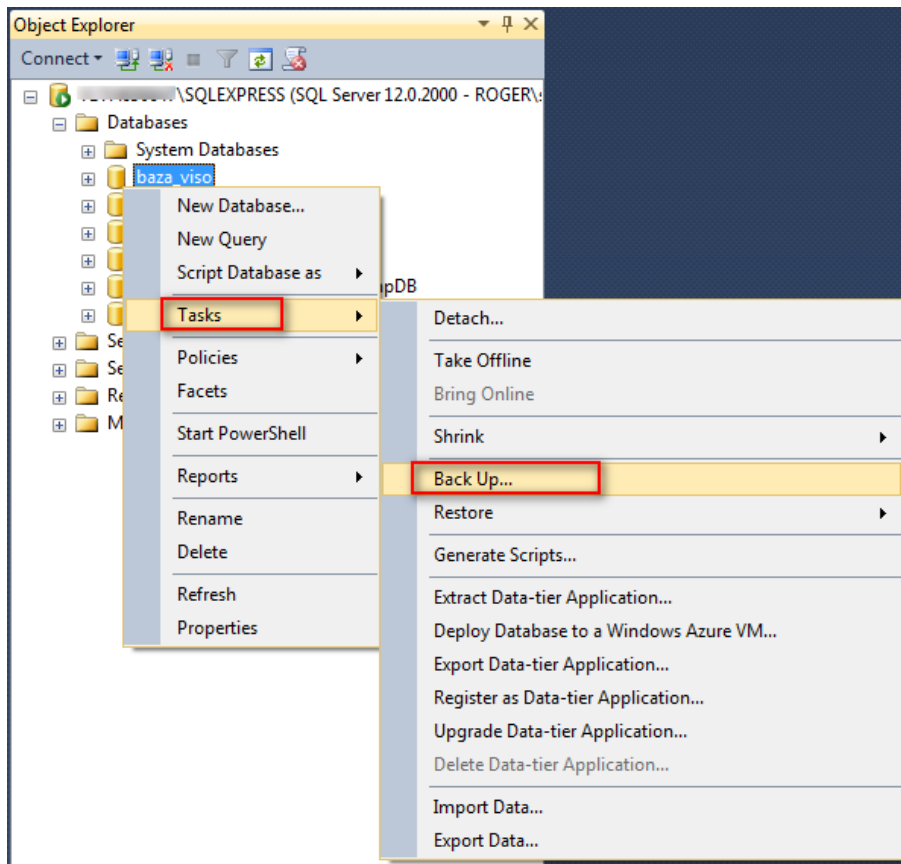 Object Explorer
Connect
\SQLEXPRESS (SQL Server 12.0.2000 - ROGER\
Databases
System Databases
baza_viso
New Database...
New Query
Script Database as
pDB
Tasks
Policies
Facets
Start PowerShell
Reports
Rename
Delete
Refresh
Properties
Se
Se
Re
M
Detach...
Take Offline
Bring Online
Shrink
Back Up...
Restore
Generate Scripts...
Extract Data-tier Application...
Deploy Database to a Windows Azure VM...
Export Data-tier Application...
Register as Data-tier Application...
Upgrade Data-tier Application...
Delete Data-tier Application...
Import Data...
Export Data...